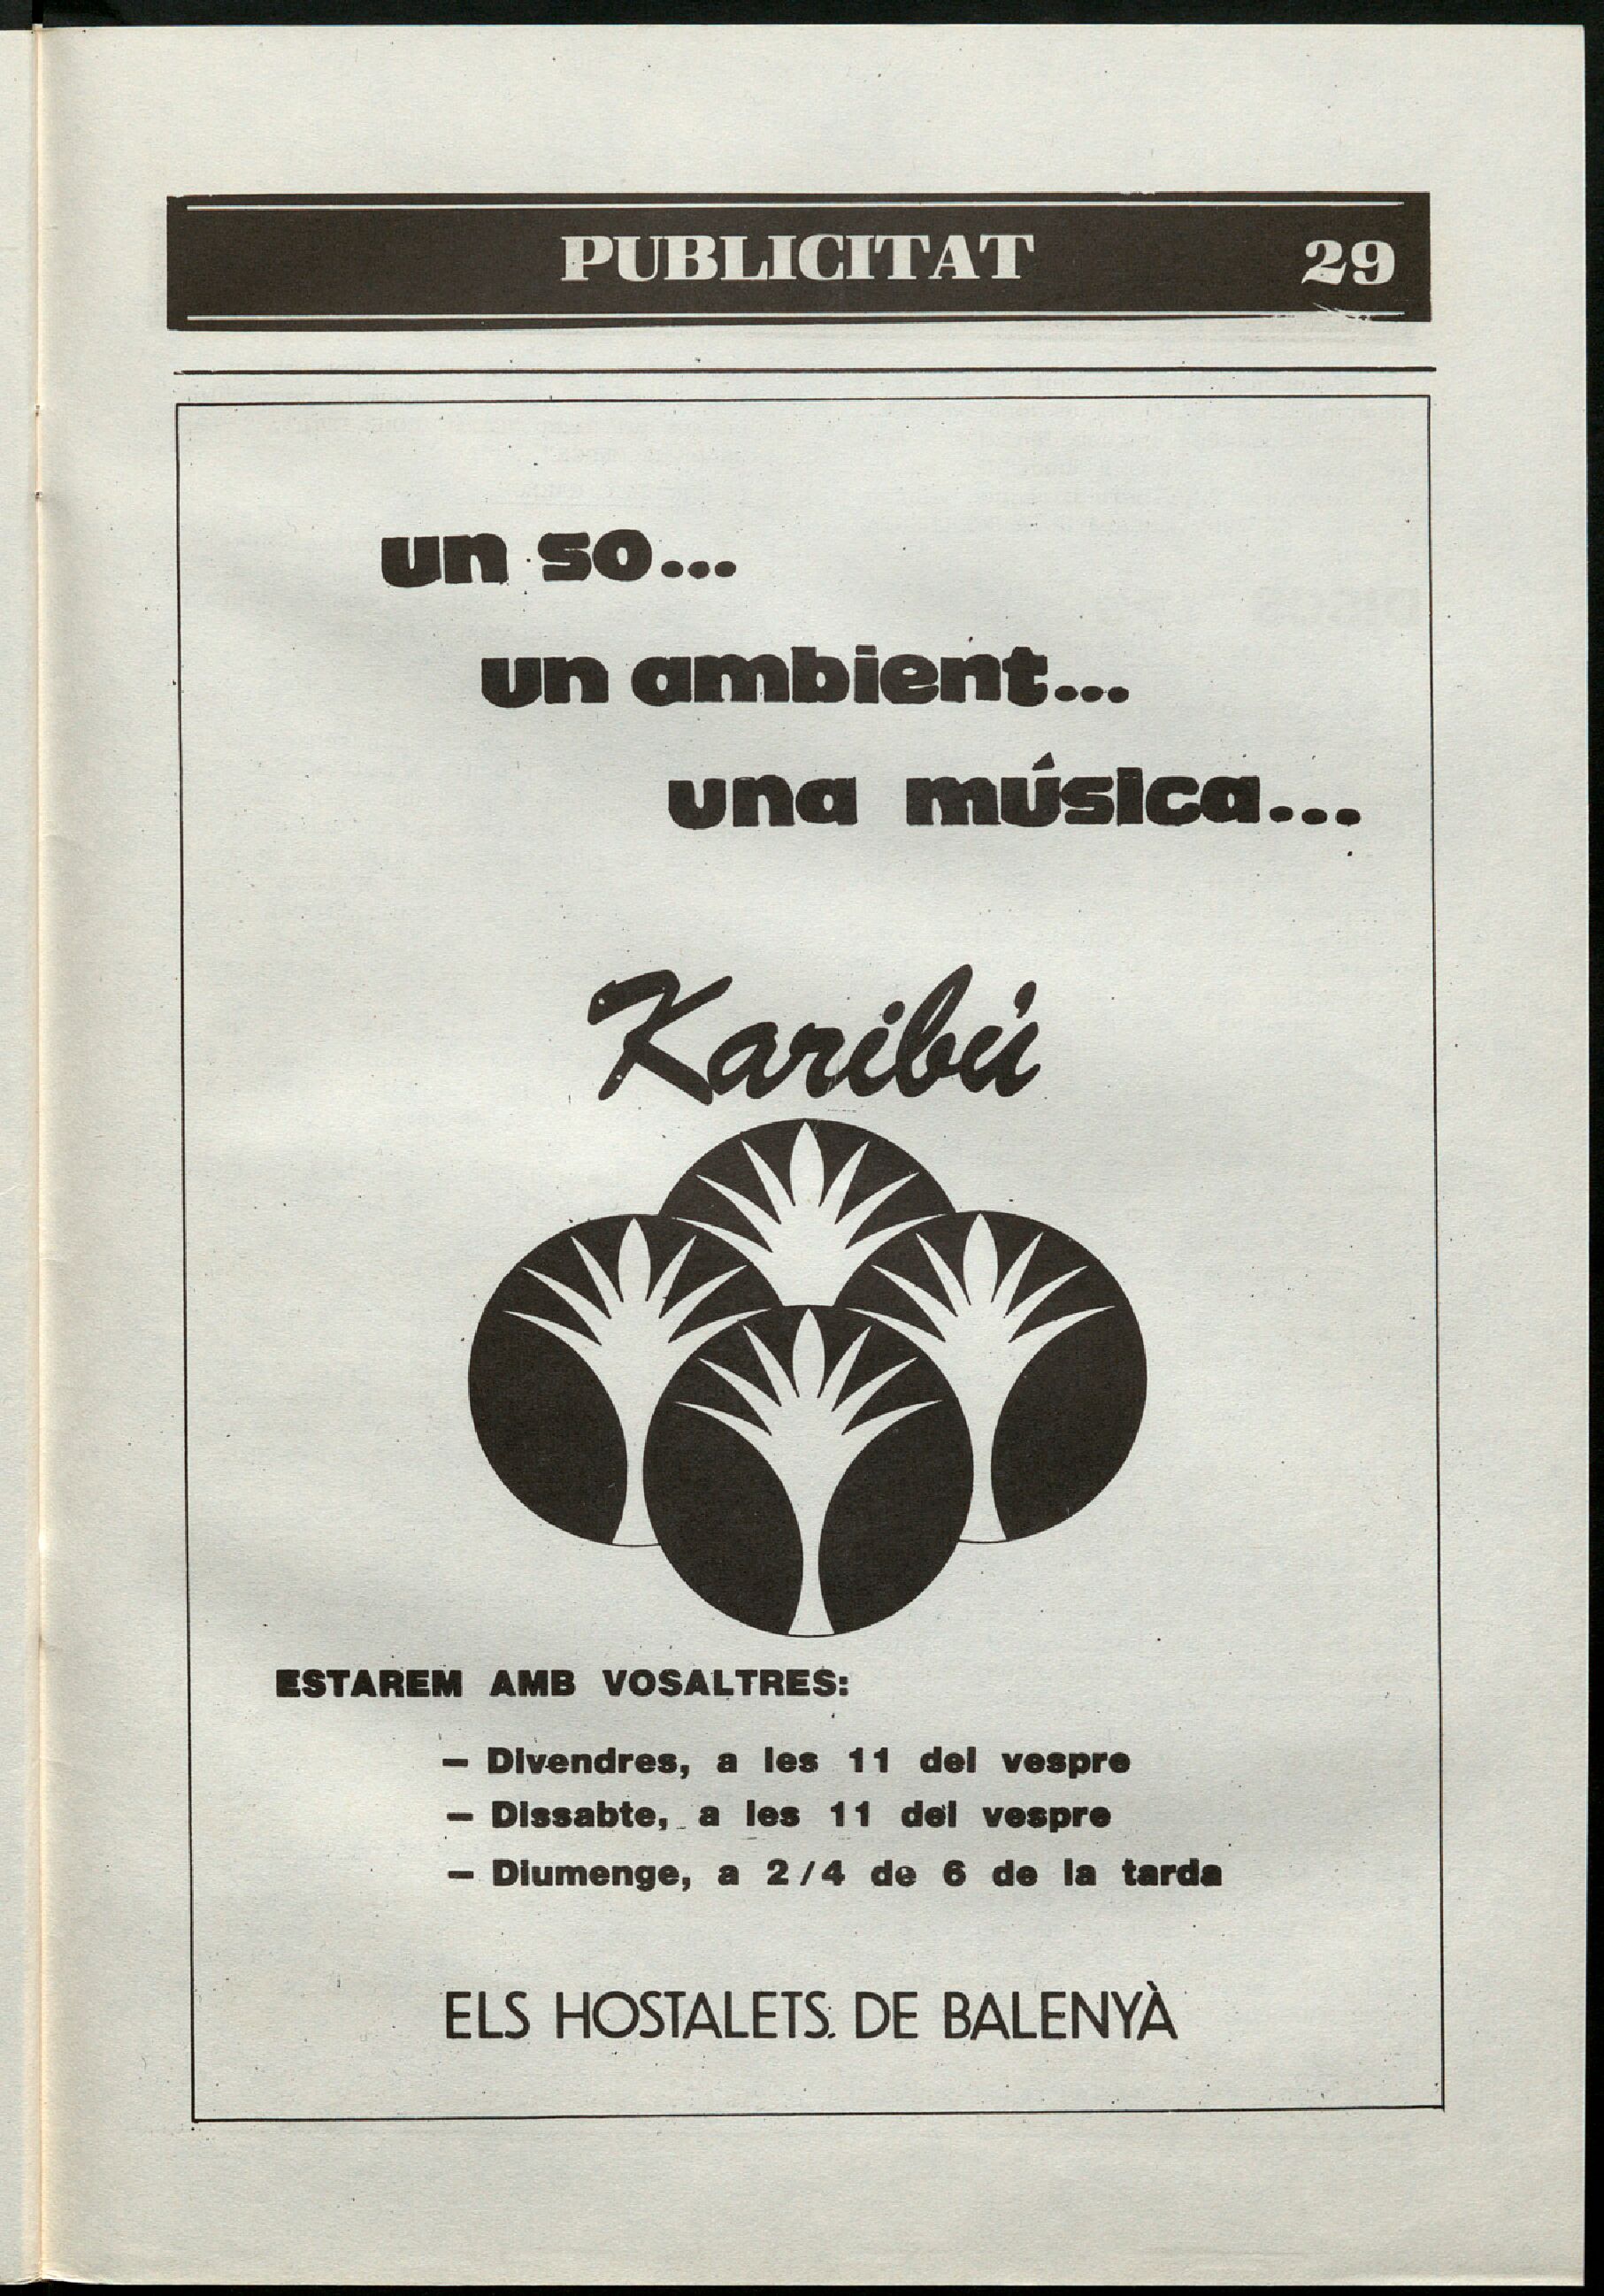 PUBLICITAT 29
un so...
un ambient...
una música...
Karibú
ESTAREM AMB VOSALTRES:
— Divendres, a les 11 del vespre
— Dissabte, a les 11 del vespre
— Diumenge, a 2/4 de 6 de la tarda
ELS HOSTALETS DE BALENYÀ